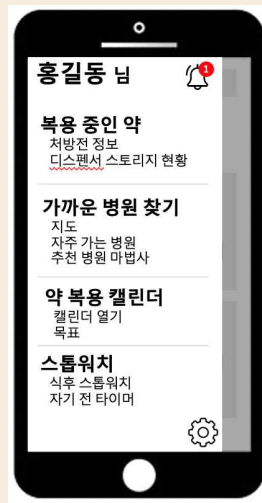 홍길동 님
1
복용 중인 약
처방전 정보
디스펜서 스토리지 현황
가까운 병원 찾기
지도
자주 가는 병원
추천 병원 마법사
약 복용 캘린더
캘린더 열기
목표
스톱워치
식후 스톱워치
자기 전 타이머